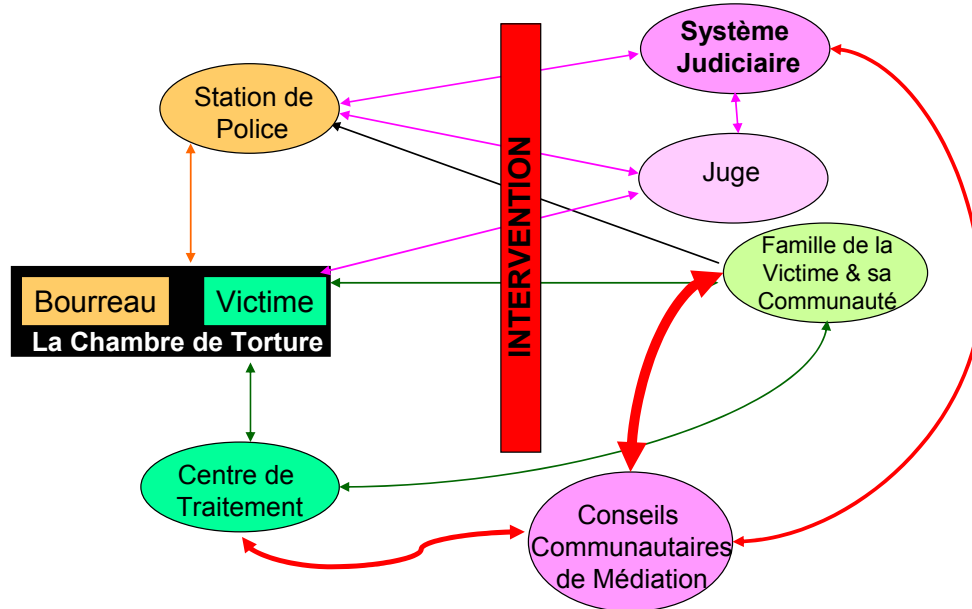 Système
Judiciaire
Station de
Police
INTERVENTION
Juge
Famille de la
Victime & sa
Communauté
Bourreau
Victime
La Chambre de Torture
Centre de
Traitement
Conseils
Communautaires
de Médiation